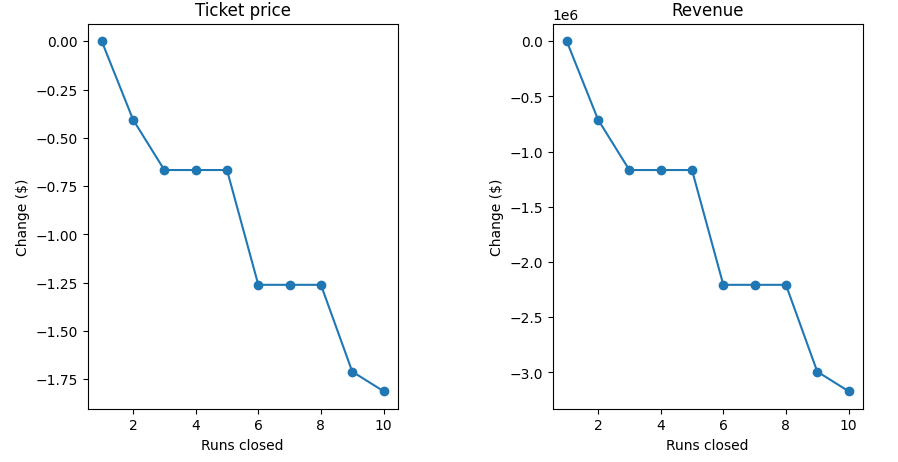 Ticket price
0.00
−0.25
−0.50
−0.75
−1.00
−1.25
−1.50
−1.75
Change ($)
2 4 6 8 10
Runs closed
Revenue
1e6
0.0
−0.5
−1.0
−1.5
−2.0
−2.5
−3.0
Change ($)
2 4 6 8 10
Runs closed